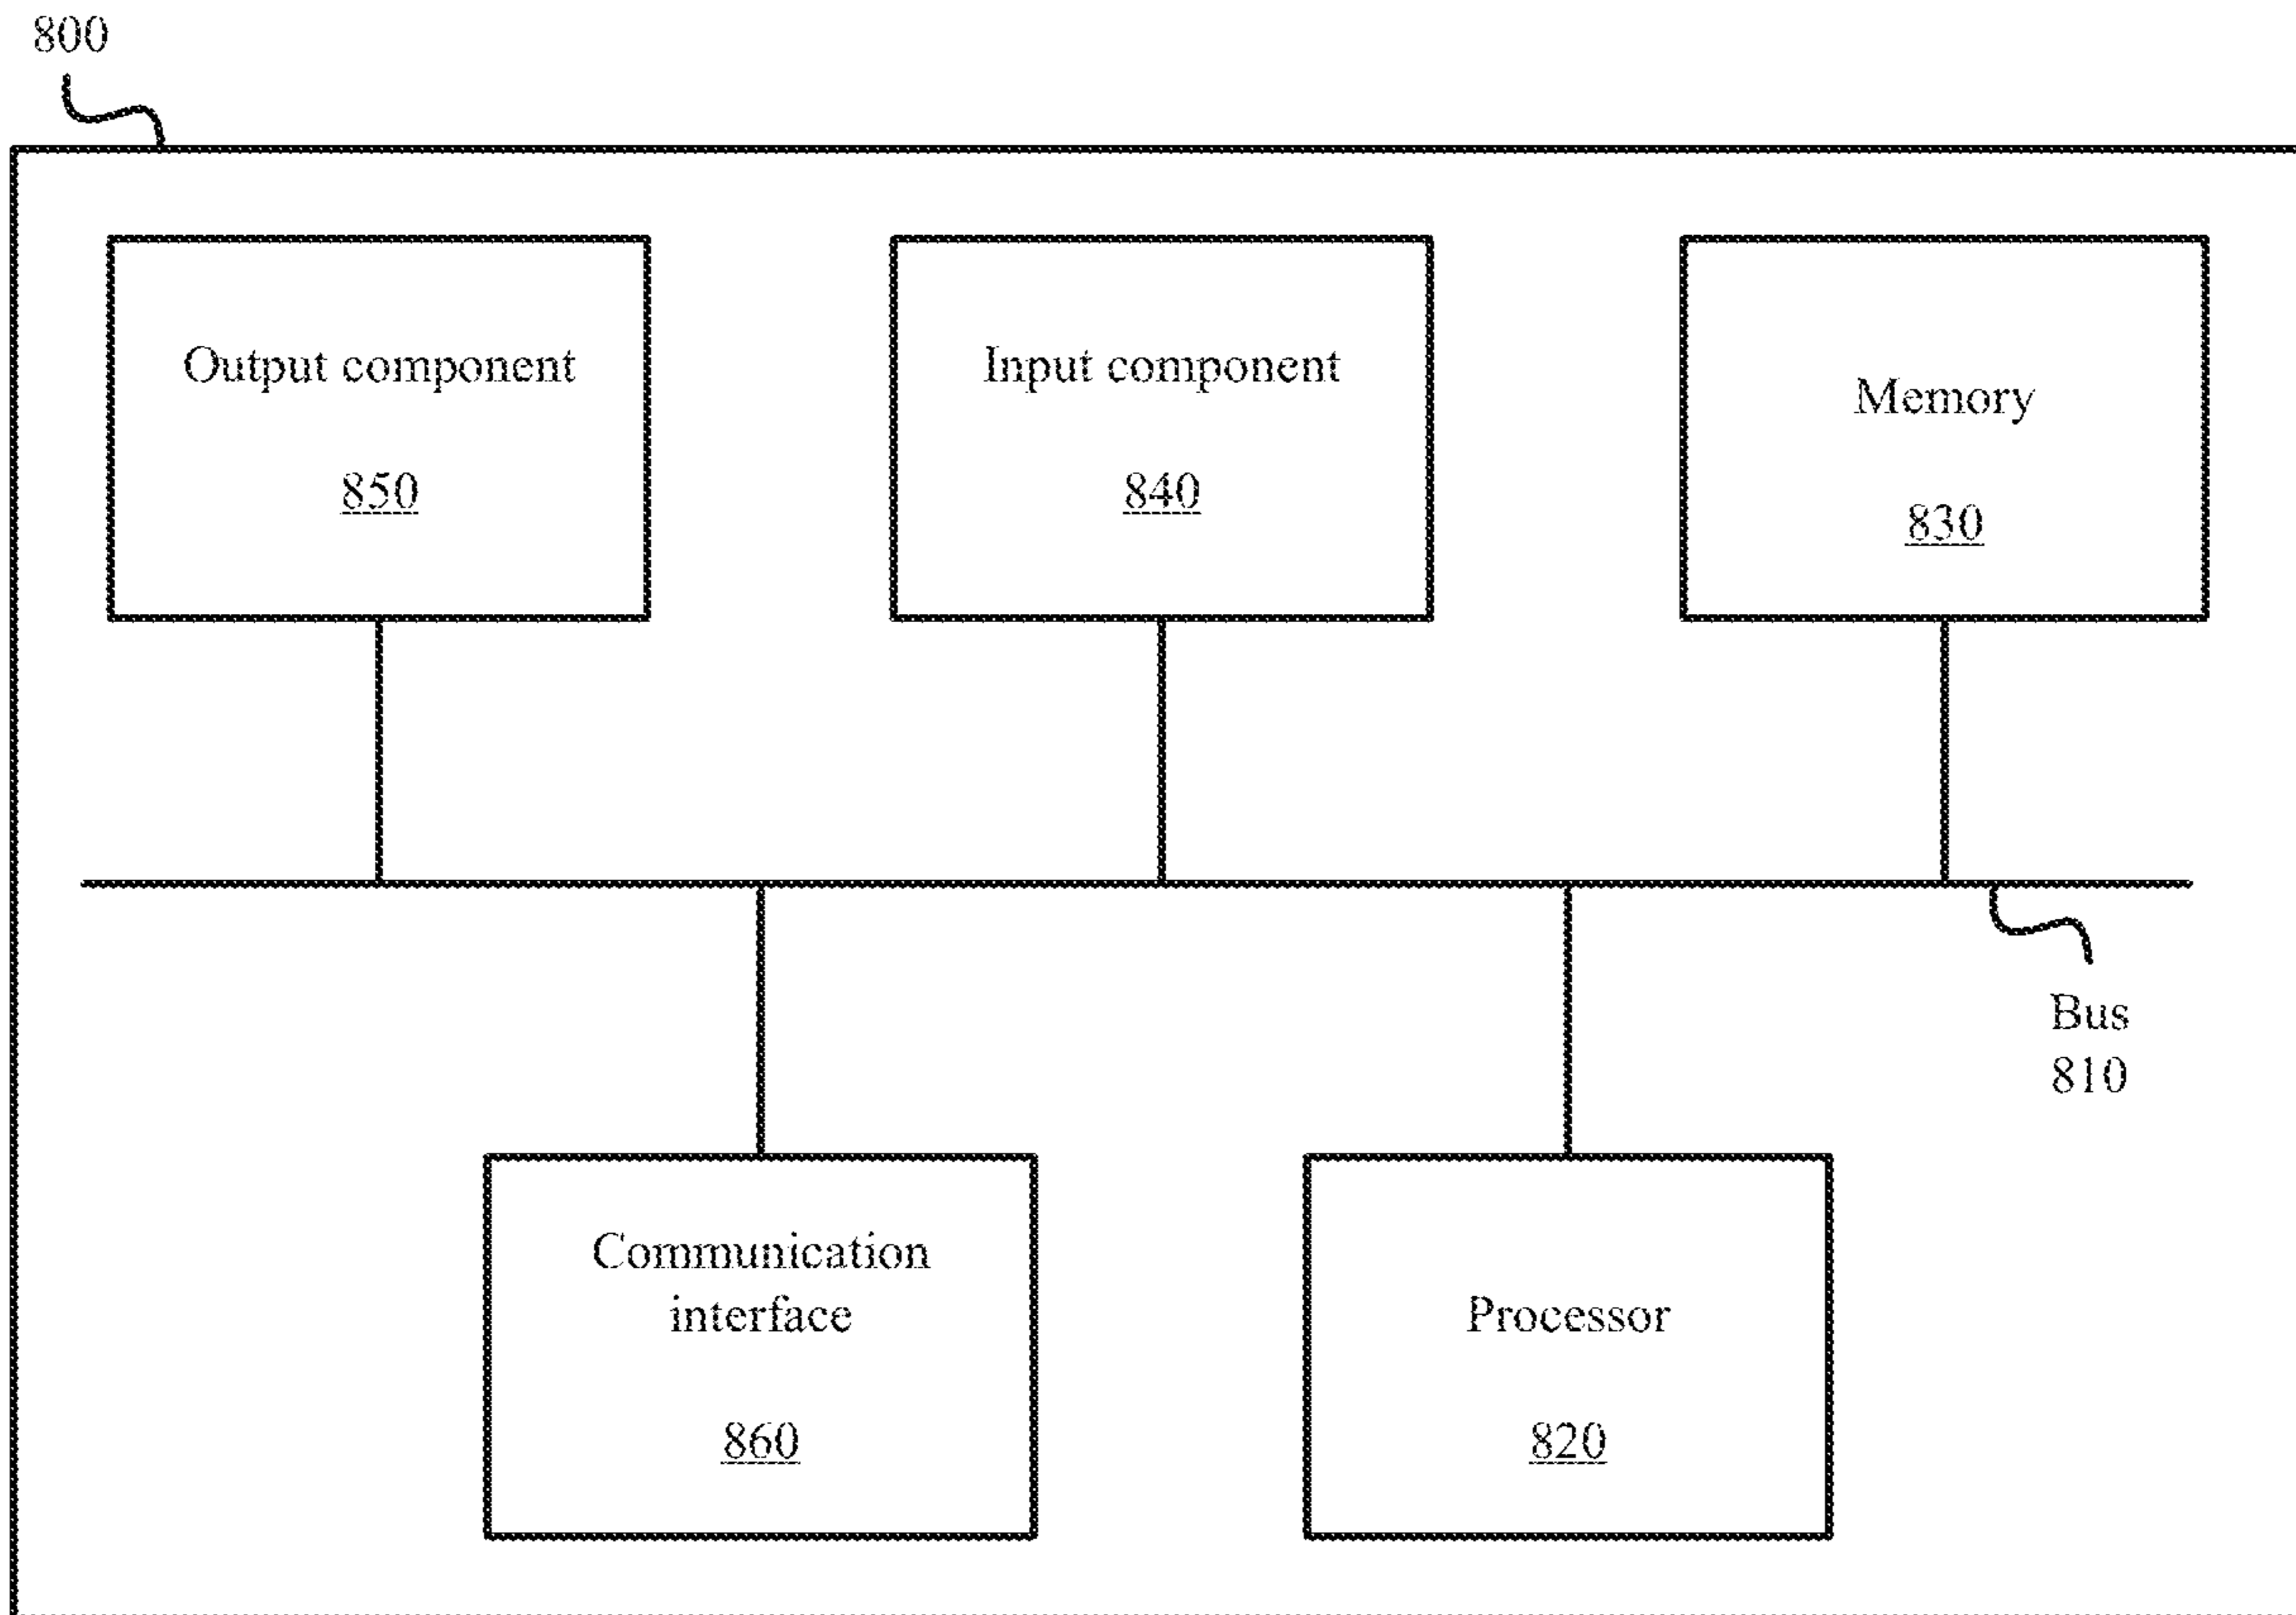 800
Output component
850
Input component
840
Memory
830
Bus
810
Communication
interface
860
Processor
820